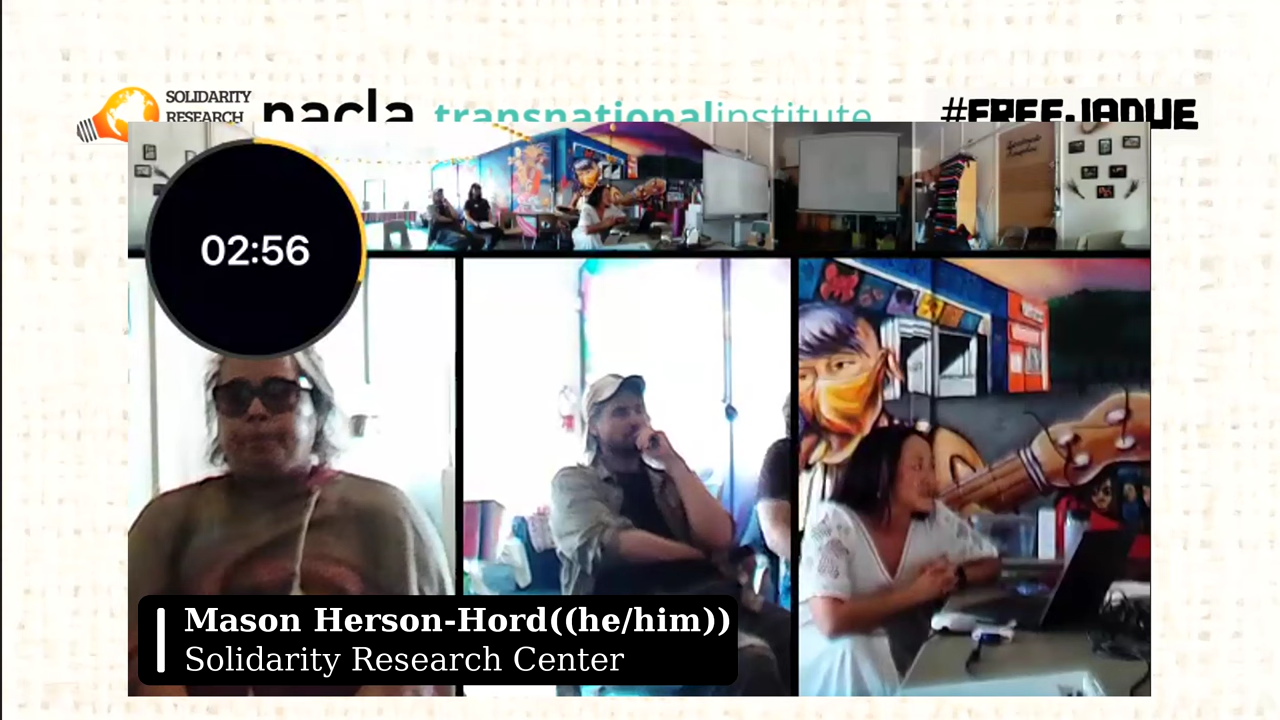 SOLIDARITY
RESEARCH
nacla
transnationalinstitute
#FREEJADUE
02:56
Mason Herson-Hord((he/him))
Solidarity Research Center